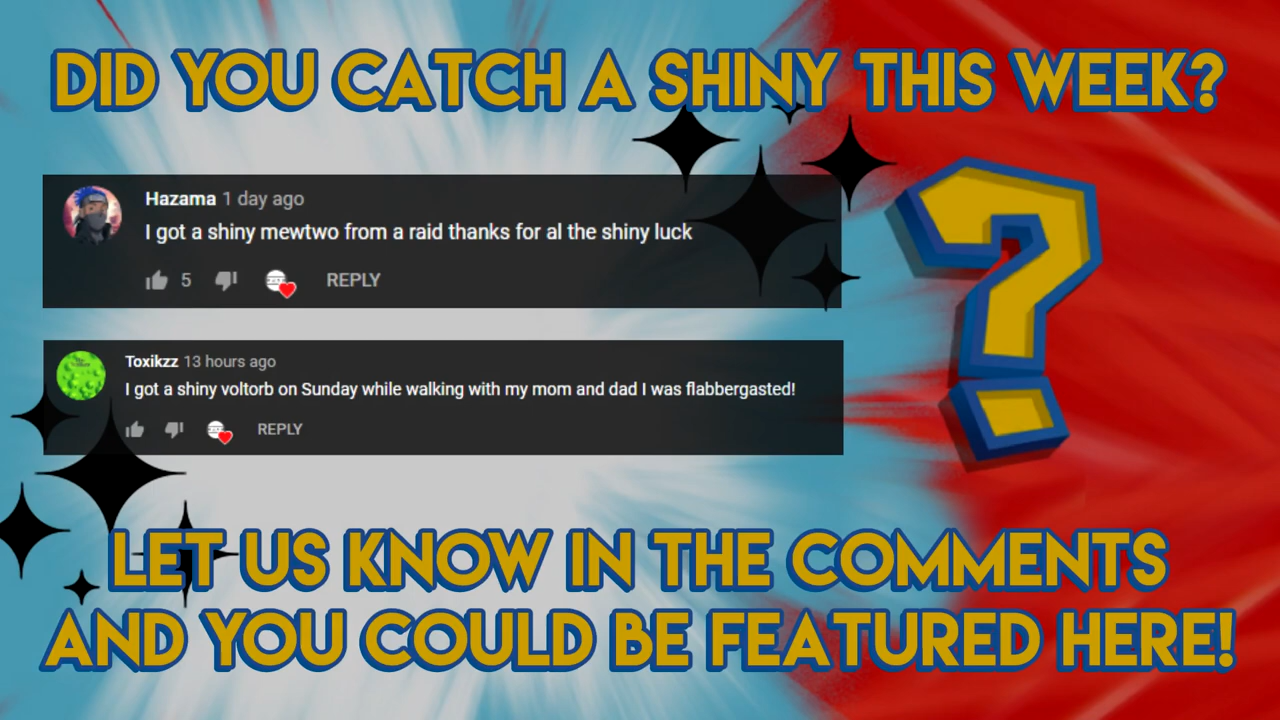 DID YOU CATCH A SHINY THIS WEEK?
Hazama 1 day ago
I got a shiny mewtwo from a raid thanks for al the shiny luck
5 REPLY
?
Toxikzz 13 hours ago
I got a shiny voltorb on Sunday while walking with my mom and dad I was flabbergasted!
REPLY
LET US KNOW IN THE COMMENTS
AND YOU COULD BE FEATURED HERE!